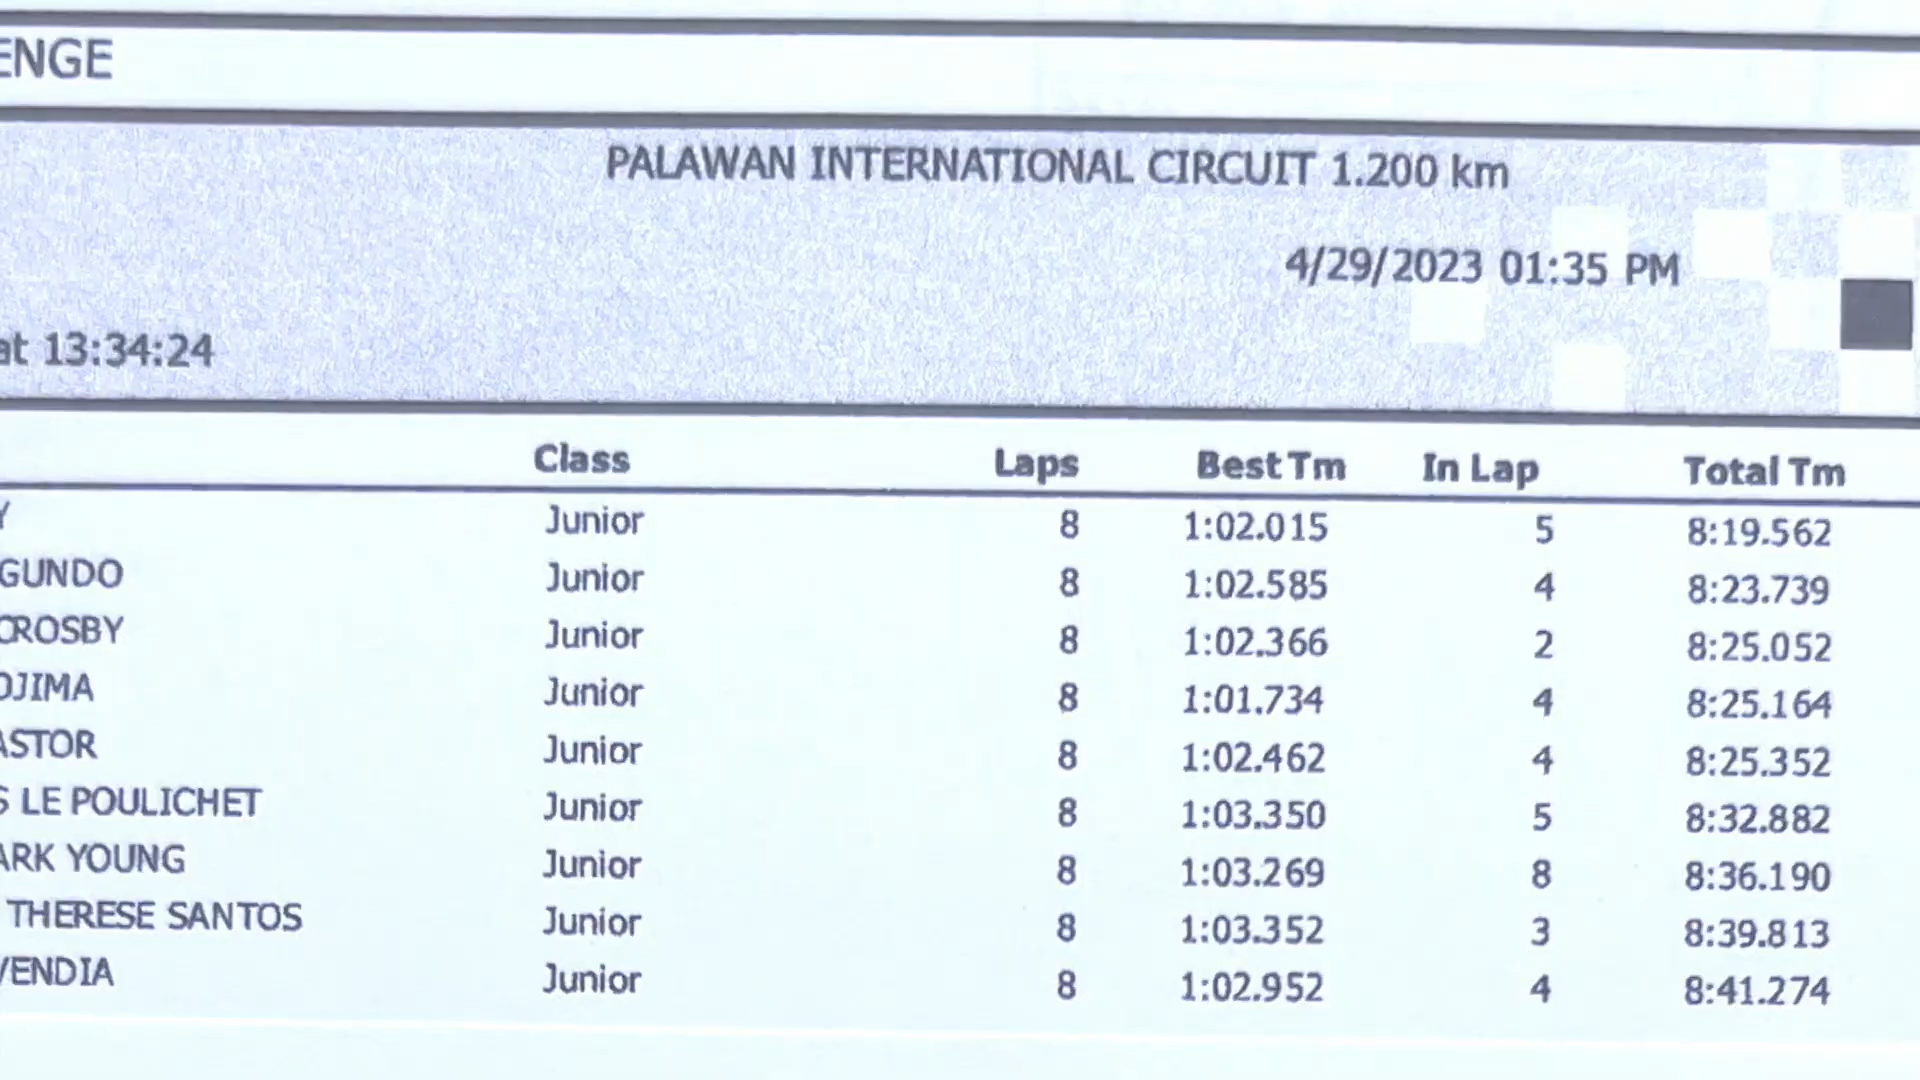 ENGE
PALAWAN INTERNATIONAL CIRCUIT 1.200 km
4/29/2023 01:35 PM
at 13:34:24
Class Laps Best Tm In Lap Total Tm
Y Junior 8 1:02.015 5 8:19.562
GUNDO Junior 8 1:02.585 4 8:23.739
CROSBY Junior 8 1:02.366 2 8:25.052
OJIMA Junior 8 1:01.734 4 8:25.164
ASTOR Junior 8 1:02.462 4 8:25.352
S LE POULICHET Junior 8 1:03.350 5 8:32.882
ARK YOUNG Junior 8 1:03.269 8 8:36.190
THERESE SANTOS Junior 8 1:03.352 3 8:39.813
VENDIA Junior 8 1:02.952 4 8:41.274